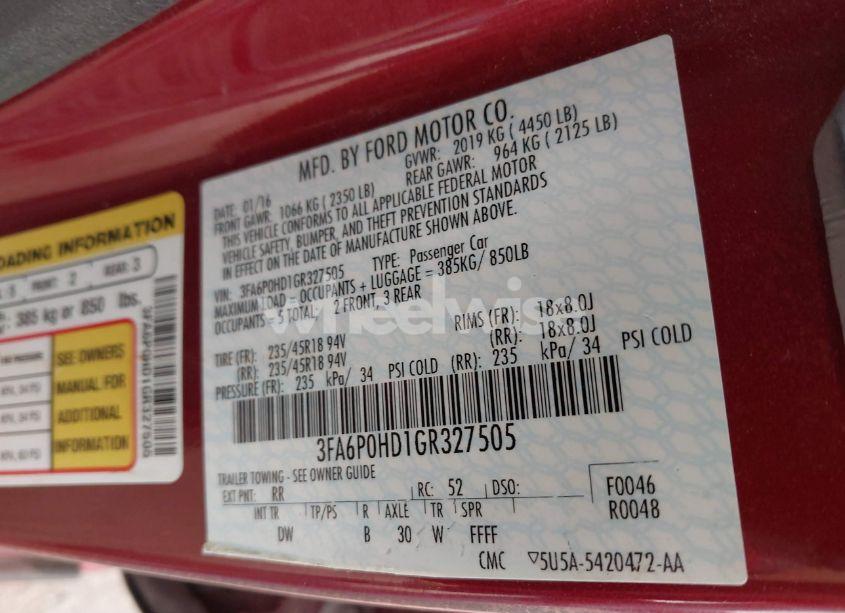 MFD. BY FORD MOTOR CO.
DATE: 01/16 GVWR: 2019 KG ( 4450 LB)
FRONT GAWR: 1066 KG ( 2350 LB) REAR GAWR: 964 KG ( 2125 LB)
THIS VEHICLE CONFORMS TO ALL APPLICABLE FEDERAL MOTOR
VEHICLE SAFETY, BUMPER, AND THEFT PREVENTION STANDARDS
IN EFFECT ON THE DATE OF MANUFACTURE SHOWN ABOVE.
VIN: 3FA6P0HD1GR327505 TYPE: Passenger Car
MAXIMUM LOAD = OCCUPANTS + LUGGAGE = 385KG/ 850LB
OCCUPANTS = 5 TOTAL; 2 FRONT, 3 REAR
TIRE (FR): 235/45R18 94V RIMS (FR): 18x8.0J
(RR): 235/45R18 94V (RR): 18x8.0J
PRESSURE (FR): 235 kPa/ 34 PSI COLD (RR): 235 kPa/ 34 PSI COLD
3FA6P0HD1GR327505
TRAILER TOWING - SEE OWNER GUIDE
EXT PNT: RR RC: 52 DSO: F0046
INT TR TP/PS R AXLE TR SPR R0048
DW B 30 W FFFF
CMC ▽5U5A-5420472-AA
LOADING INFORMATION
FRONT: 2 REAR: 3
385 kg or 850 lbs.
SEE OWNERS
MANUAL FOR
ADDITIONAL
INFORMATION
3FA6P0HD1GR327505
wheelwis